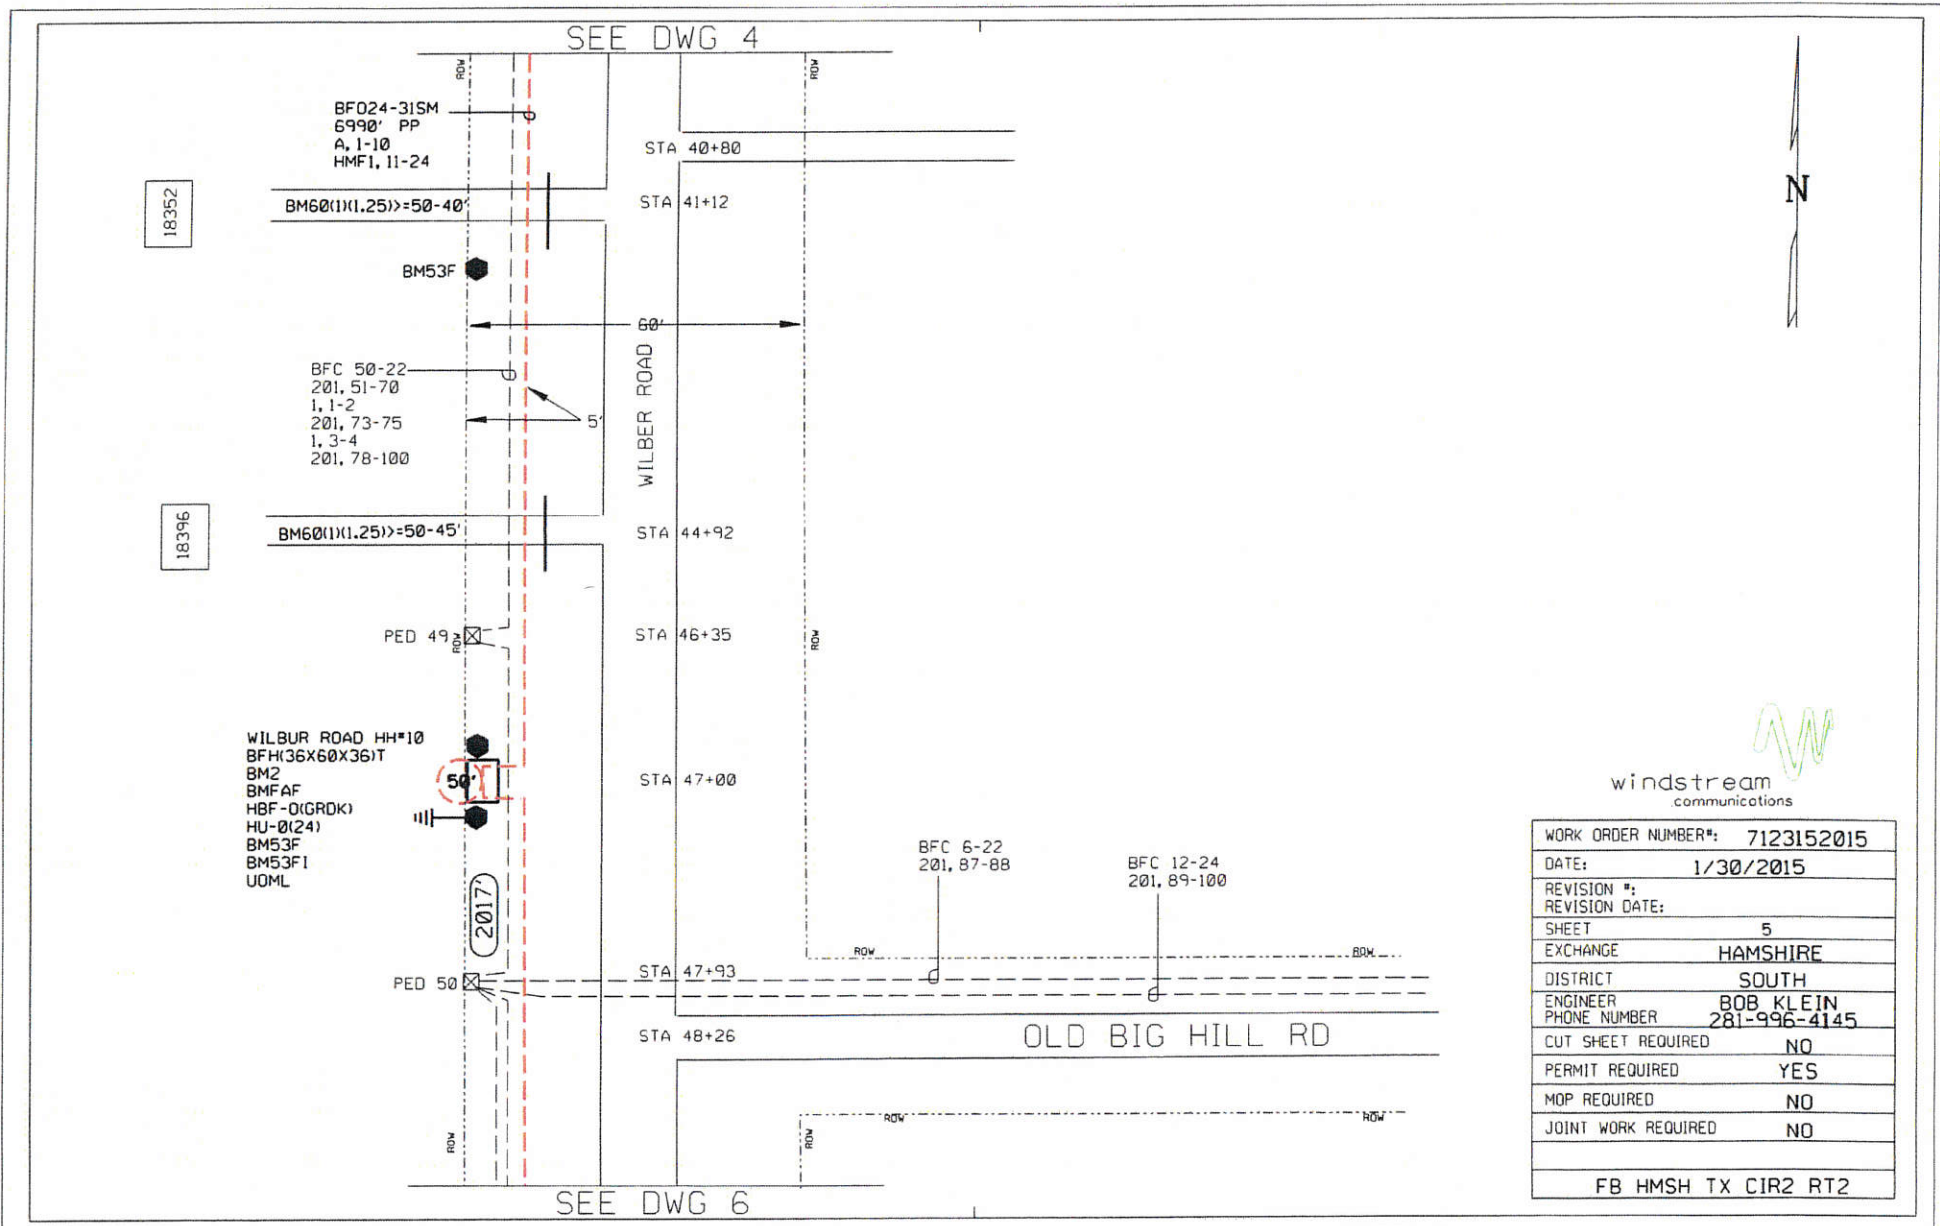 SEE DWG 4
ROW
ROW
BFO24-31SM
6990' PP
A, 1-10
HMF1, 11-24
STA 40+80
18352
BM60(1)(1.25)>=50-40'
STA 41+12
N
BM53F
60'
WILBER ROAD
BFC 50-22
201, 51-70
1, 1-2
201, 73-75
1, 3-4
201, 78-100
5'
18396
BM60(1)(1.25)>=50-45'
STA 44+92
PED 49
ROW
STA 46+35
ROW
WILBUR ROAD HH#10
BFH(36X60X36)T
BM2
BMFAF
HBF-O(GRDK)
HU-0(24)
BM53F
BM53F1
UOML
50'
STA 47+00
windstream
communications
2017'
BFC 6-22
201, 87-88
BFC 12-24
201, 89-100
ROW
ROW
PED 50
STA 47+93
STA 48+26
OLD BIG HILL RD
ROW
ROW
ROW
ROW
SEE DWG 6
WORK ORDER NUMBER#: 7123152015
DATE: 1/30/2015
REVISION #:
REVISION DATE:
SHEET 5
EXCHANGE HAMSHIRE
DISTRICT SOUTH
ENGINEER BOB KLEIN
PHONE NUMBER 281-996-4145
CUT SHEET REQUIRED NO
PERMIT REQUIRED YES
MOP REQUIRED NO
JOINT WORK REQUIRED NO
FB HMSH TX CIR2 RT2